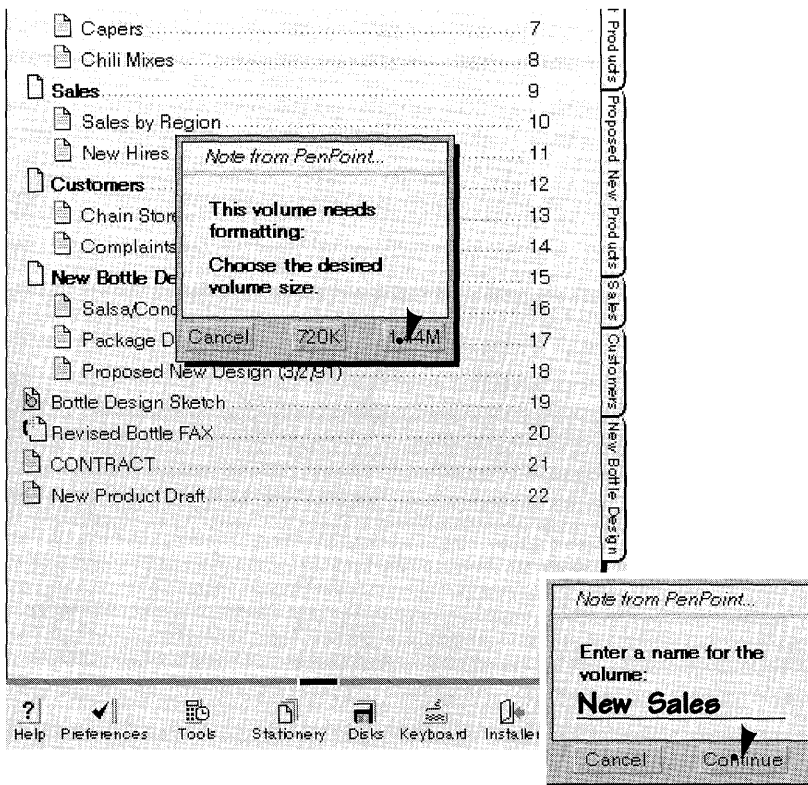 Capers 7
Chili Mixes 8
Sales 9
Sales by Region 10
New Hires 11
Customers 12
Chain Store 13
Complaints 14
New Bottle De 15
Salsa/Cond 16
Package D 17
Proposed New Design (3/2/91) 18
Bottle Design Sketch 19
Revised Bottle FAX 20
CONTRACT 21
New Product Draft 22
Note from PenPoint...
This volume needs
formatting:
Choose the desired
volume size.
Cancel 720K 1.44M
Products
Proposed New Products
Sales
Customers
New Bottle Design
? Help Preferences Tools Stationery Disks Keyboard Installer
Note from PenPoint...
Enter a name for the
volume:
New Sales
Cancel Continue